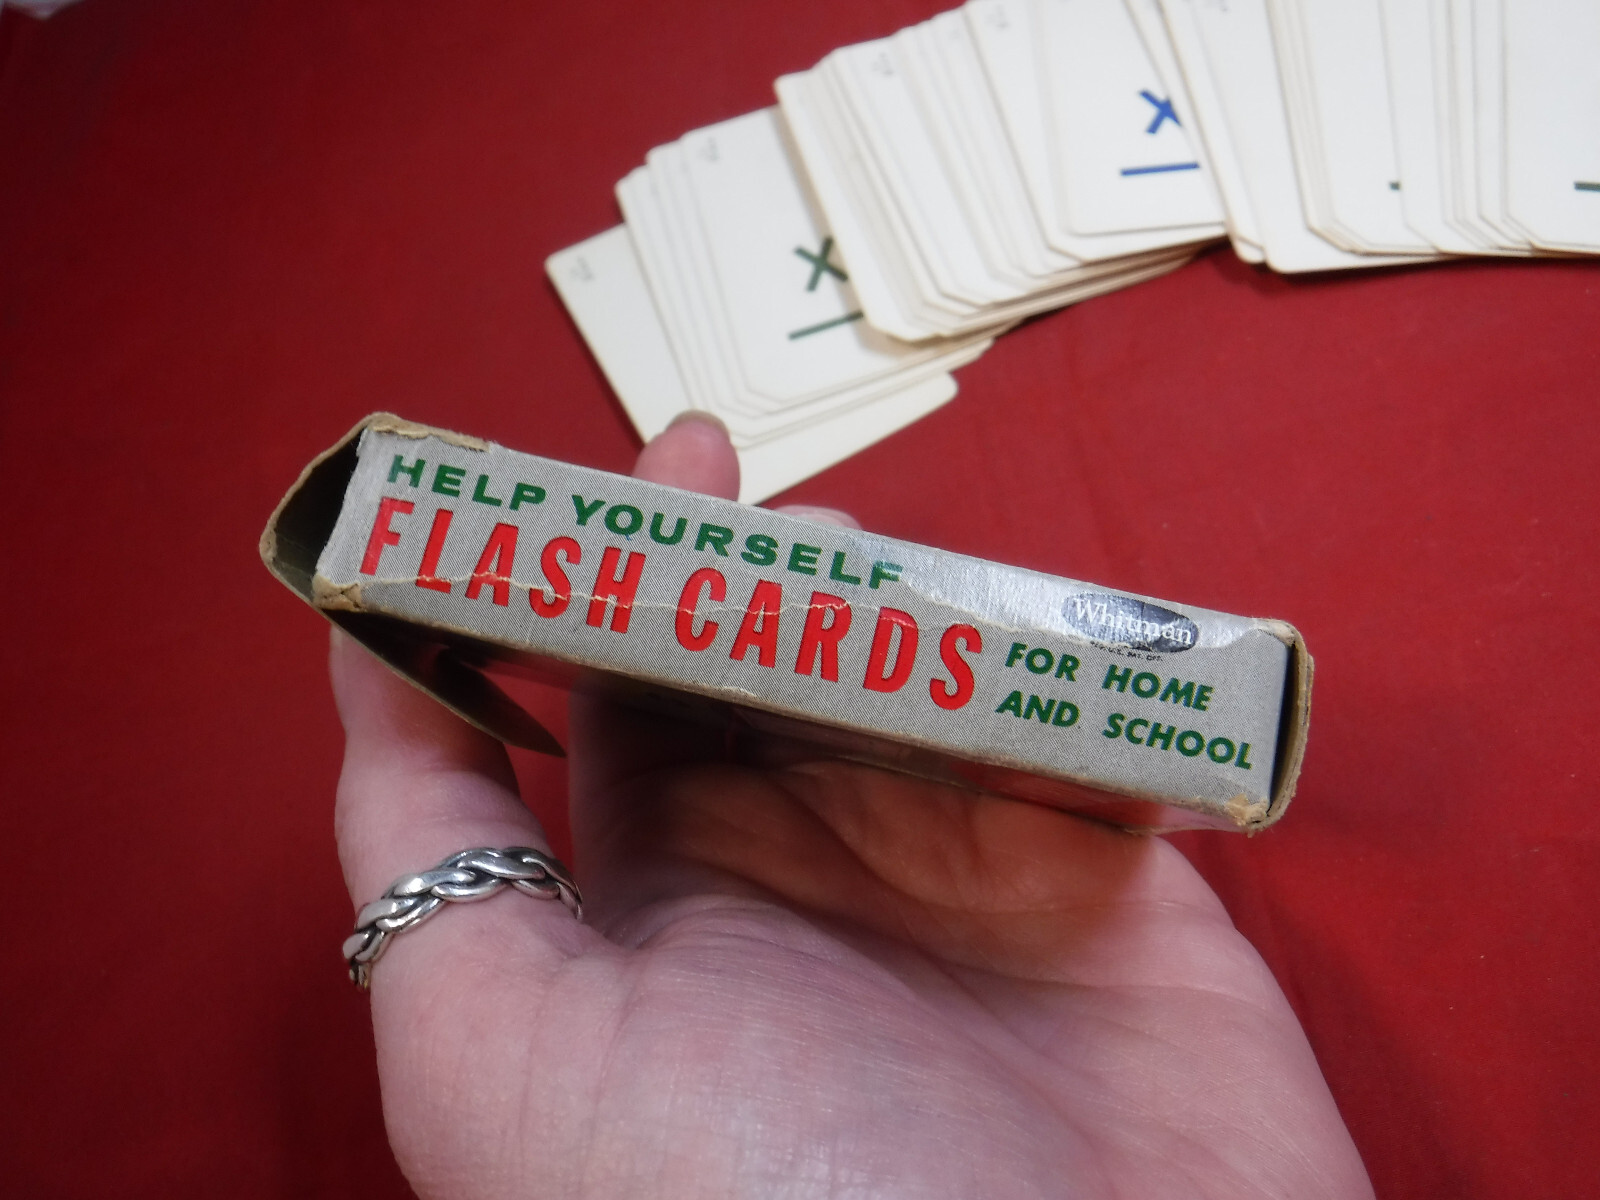 x
x
HELP YOURSELF
FLASH CARDS
Whitman
FOR HOME
AND SCHOOL